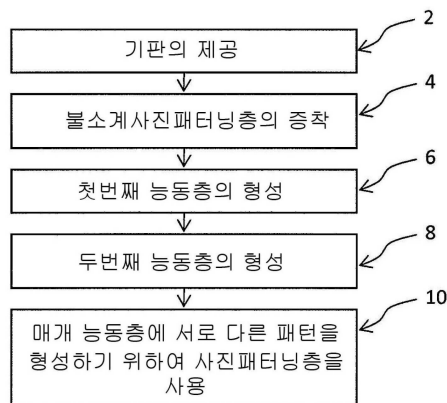 기판의 제공
2
불소계사진패터닝층의 증착
4
첫번째 능동층의 형성
6
두번째 능동층의 형성
8
매개 능동층에 서로 다른 패턴을
형성하기 위하여 사진패터닝층을
사용
10